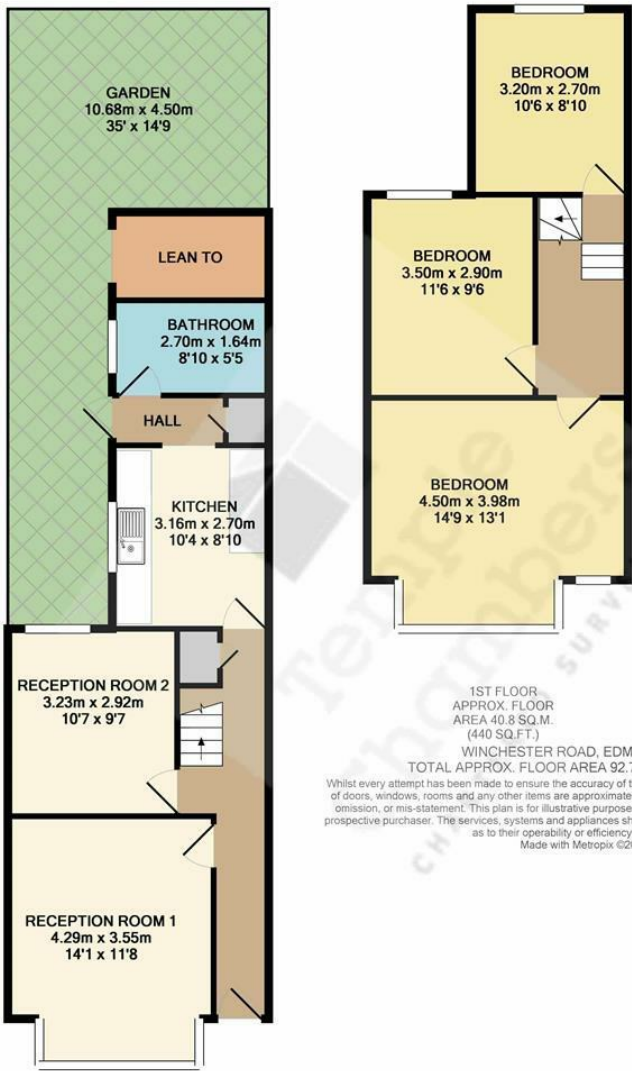 GARDEN
10.68m x 4.50m
35' x 14'9
LEAN TO
BATHROOM
2.70m x 1.64m
8'10 x 5'5
HALL
KITCHEN
3.16m x 2.70m
10'4 x 8'10
RECEPTION ROOM 2
3.23m x 2.92m
10'7 x 9'7
RECEPTION ROOM 1
4.29m x 3.55m
14'1 x 11'8
BEDROOM
3.20m x 2.70m
10'6 x 8'10
BEDROOM
3.50m x 2.90m
11'6 x 9'6
BEDROOM
4.50m x 3.98m
14'9 x 13'1
1ST FLOOR
APPROX. FLOOR
AREA 40.8 SQ.M.
(440 SQ.FT.)
WINCHESTER ROAD, EDM
TOTAL APPROX. FLOOR AREA 92.7
Whilst every attempt has been made to ensure the accuracy of t
of doors, windows, rooms and any other items are approximate
omission, or mis-statement. This plan is for illustrative purpose
prospective purchaser. The services, systems and appliances sh
as to their operability or efficiency
Made with Metropix ©20
Temple
Chambers
CHA SURV